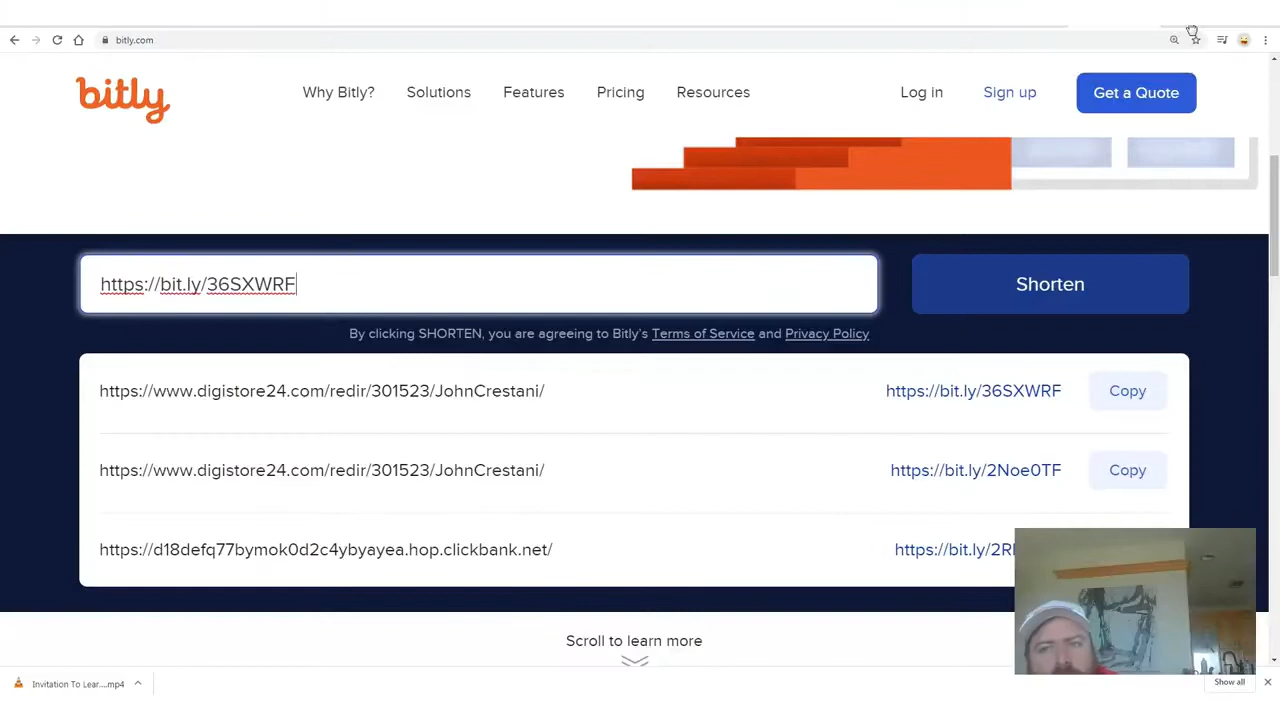 bitly.com
bitly
Why Bitly?
Solutions
Features
Pricing
Resources
Log in
Sign up
Get a Quote
https://bit.ly/36SXWRF
Shorten
By clicking SHORTEN, you are agreeing to Bitly's Terms of Service and Privacy Policy
https://www.digistore24.com/redir/301523/JohnCrestani/
https://bit.ly/36SXWRF
Copy
https://www.digistore24.com/redir/301523/JohnCrestani/
https://bit.ly/2Noe0TF
Copy
https://d18defq77bymok0d2c4ybyayea.hop.clickbank.net/
Scroll to learn more
Invitation To Lear....mp4
Show all